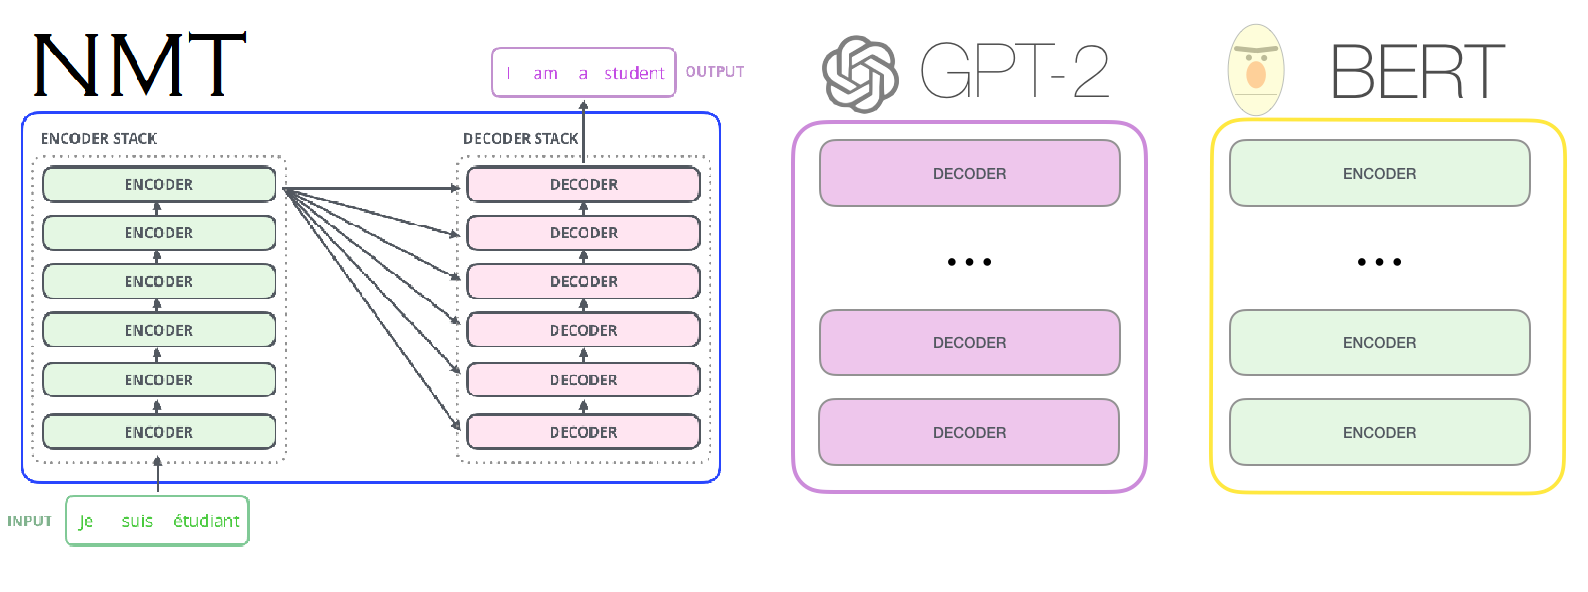 NMT
I am a student
OUTPUT
ENCODER STACK
ENCODER
ENCODER
ENCODER
ENCODER
ENCODER
ENCODER
DECODER STACK
DECODER
DECODER
DECODER
DECODER
DECODER
DECODER
INPUT
Je suis étudiant
GPT-2
DECODER
...
DECODER
DECODER
BERT
ENCODER
...
ENCODER
ENCODER